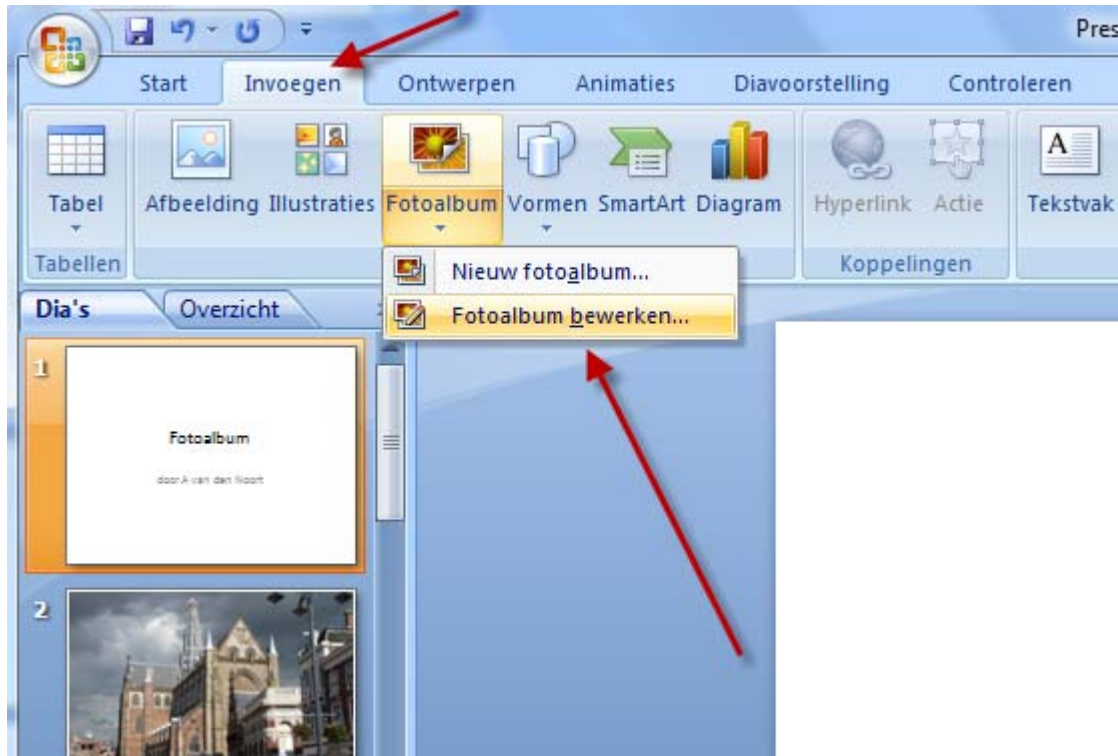 Pres
Start Invoegen Ontwerpen Animaties Diavoorstelling Controleren
Tabel Afbeelding Illustraties Fotoalbum Vormen SmartArt Diagram Hyperlink Actie Tekstvak
Tabellen Koppelingen
Nieuw fotoalbum...
Fotoalbum bewerken...
Dia's Overzicht
1
Fotoalbum
door A van den Noort
2